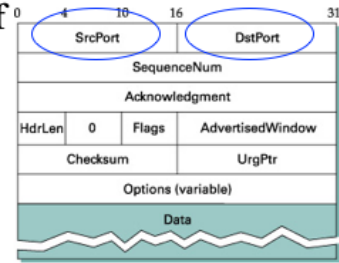 f
0 4 10 16 31
SrcPort DstPort
SequenceNum
Acknowledgment
HdrLen 0 Flags AdvertisedWindow
Checksum UrgPtr
Options (variable)
Data